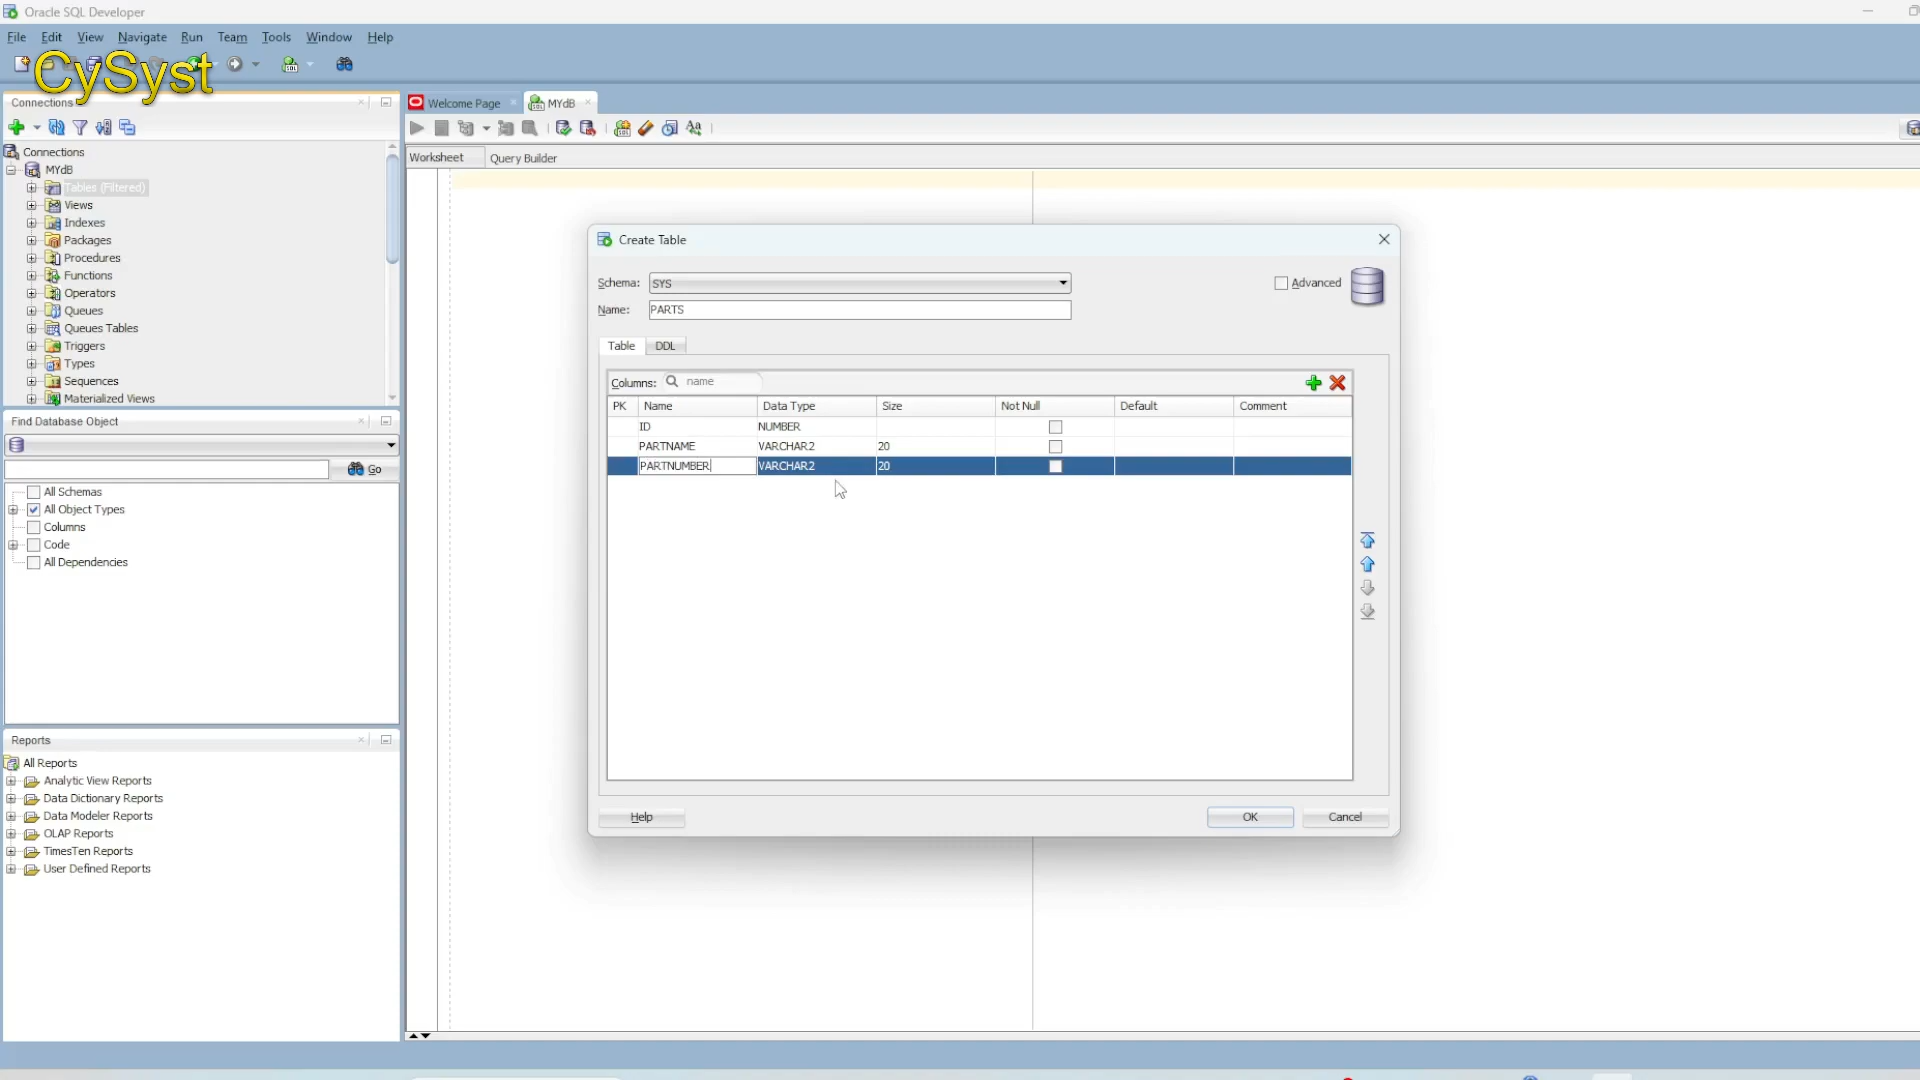 Oracle SQL Developer
File Edit View Navigate Run Team Tools Window Help
CySyst
Connections
Welcome Page
MYdB
Worksheet
Query Builder
Connections
MYdB
Tables (Filtered)
Views
Indexes
Packages
Procedures
Functions
Operators
Queues
Queues Tables
Triggers
Types
Sequences
Materialized Views
Find Database Object
Go
All Schemas
All Object Types
Columns
Code
All Dependencies
Reports
All Reports
Analytic View Reports
Data Dictionary Reports
Data Modeler Reports
OLAP Reports
TimesTen Reports
User Defined Reports
Create Table
Schema: SYS
Advanced
Name: PARTS
Table DDL
Columns: name
PK Name Data Type Size Not Null Default Comment
ID NUMBER
PARTNAME VARCHAR2 20
PARTNUMBER VARCHAR2 20
Help OK Cancel